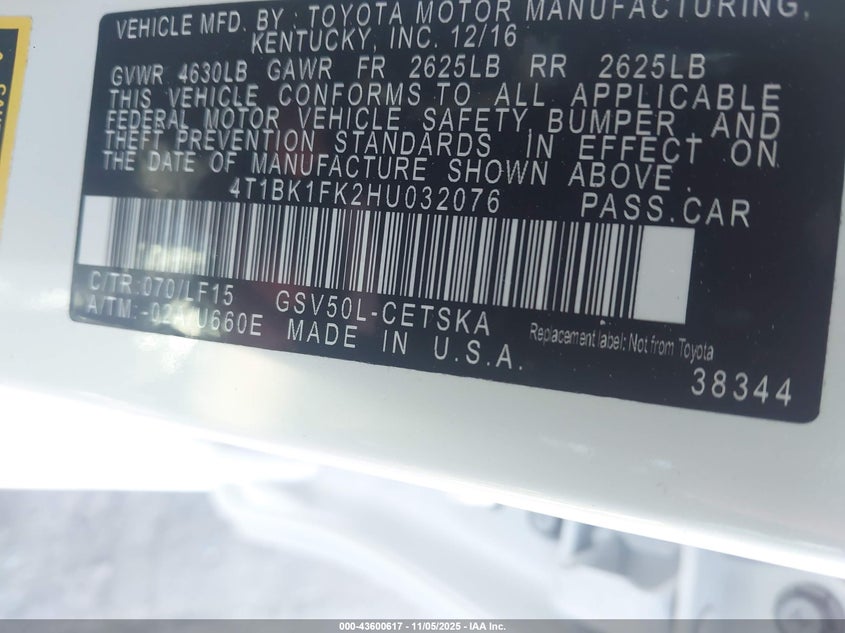 VEHICLE MFD. BY: TOYOTA MOTOR MANUFACTURING,
KENTUCKY, INC. 12/16
GVWR 4630LB GAWR FR 2625LB RR 2625LB
THIS VEHICLE CONFORMS TO ALL APPLICABLE
FEDERAL MOTOR VEHICLE SAFETY, BUMPER, AND
THEFT PREVENTION STANDARDS IN EFFECT ON
THE DATE OF MANUFACTURE SHOWN ABOVE.
4T1BK1FK2HU032076 PASS.CAR
C/TR:070/LF15 GSV50L-CETSKA
MADE IN U.S.A.
Replacement label: Not from Toyota
38344
000-43600617 - 11/05/2025 - IAA Inc.